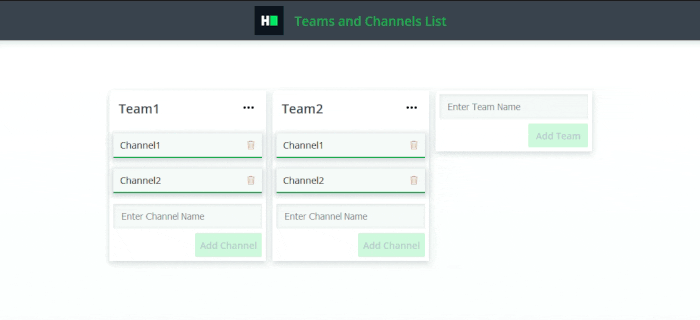 H
Teams and Channels List
Team1
Channel1
Channel2
Enter Channel Name
Add Channel
Team2
Channel1
Channel2
Enter Channel Name
Add Channel
Enter Team Name
Add Team